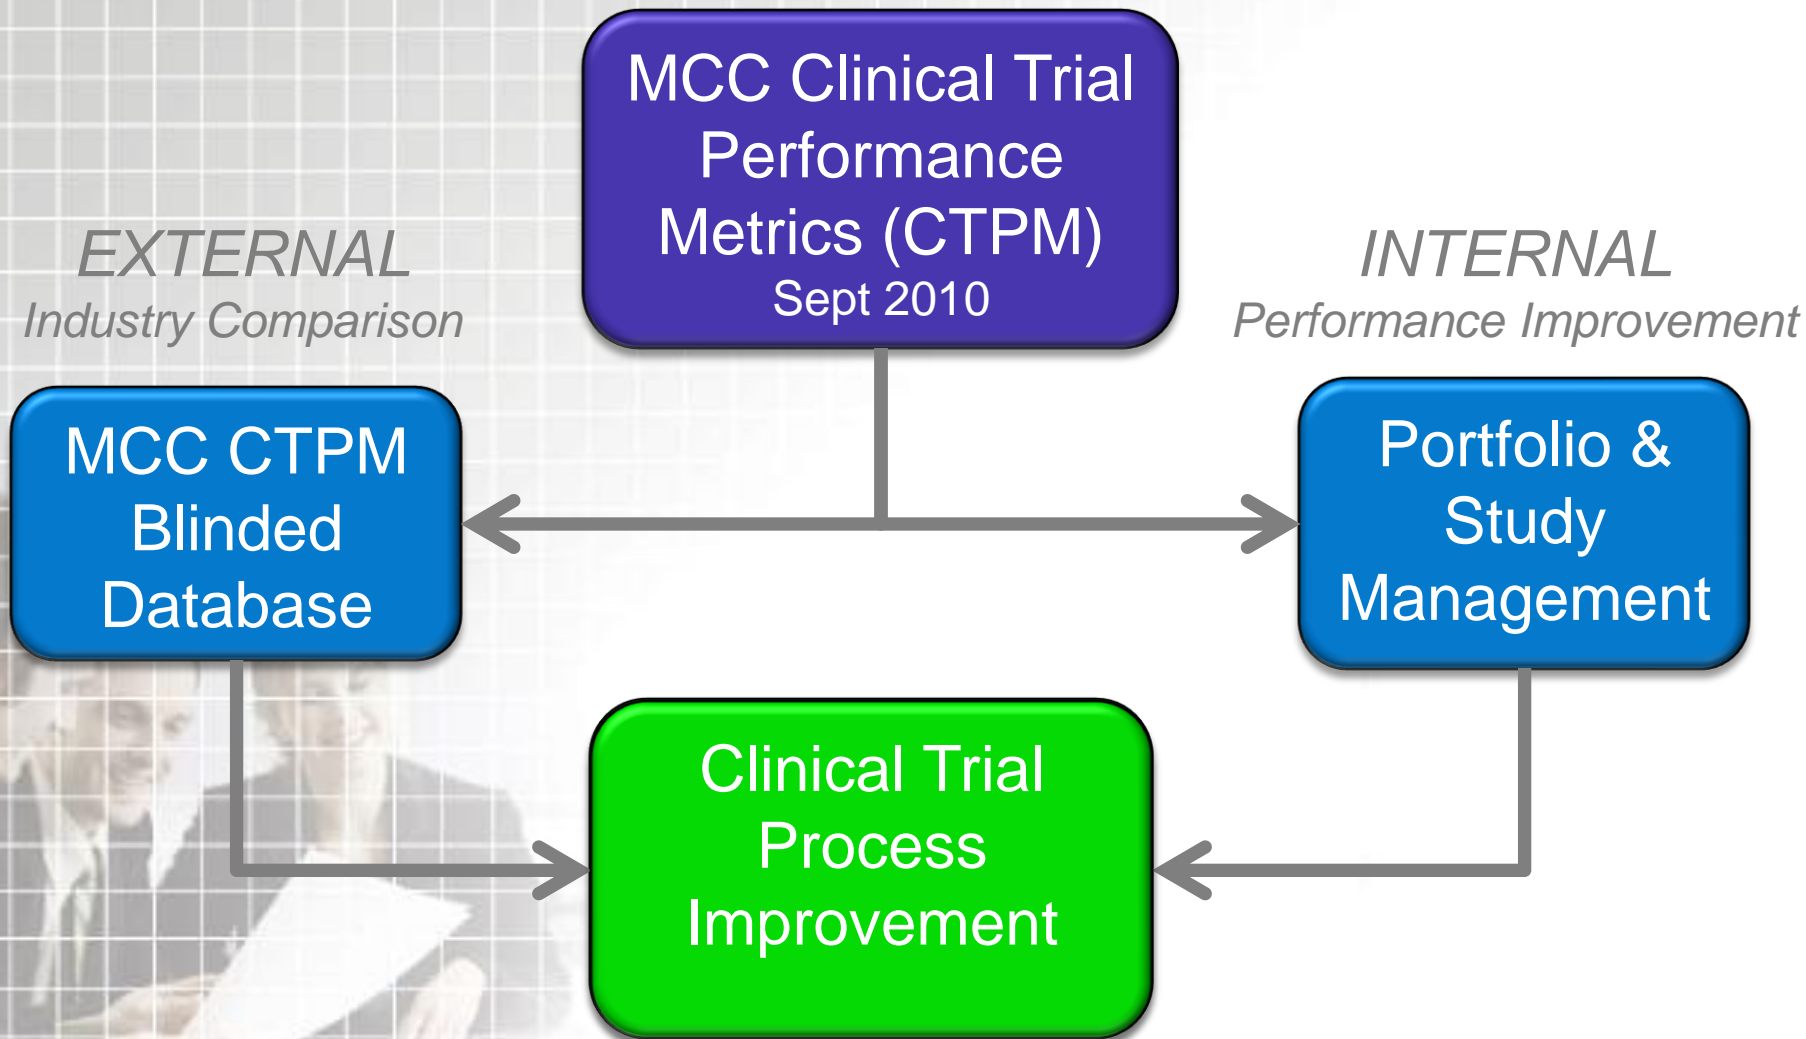 MCC Clinical Trial
Performance
Metrics (CTPM)
Sept 2010
EXTERNAL
Industry Comparison
INTERNAL
Performance Improvement
MCC CTPM
Blinded
Database
Portfolio &
Study
Management
Clinical Trial
Process
Improvement